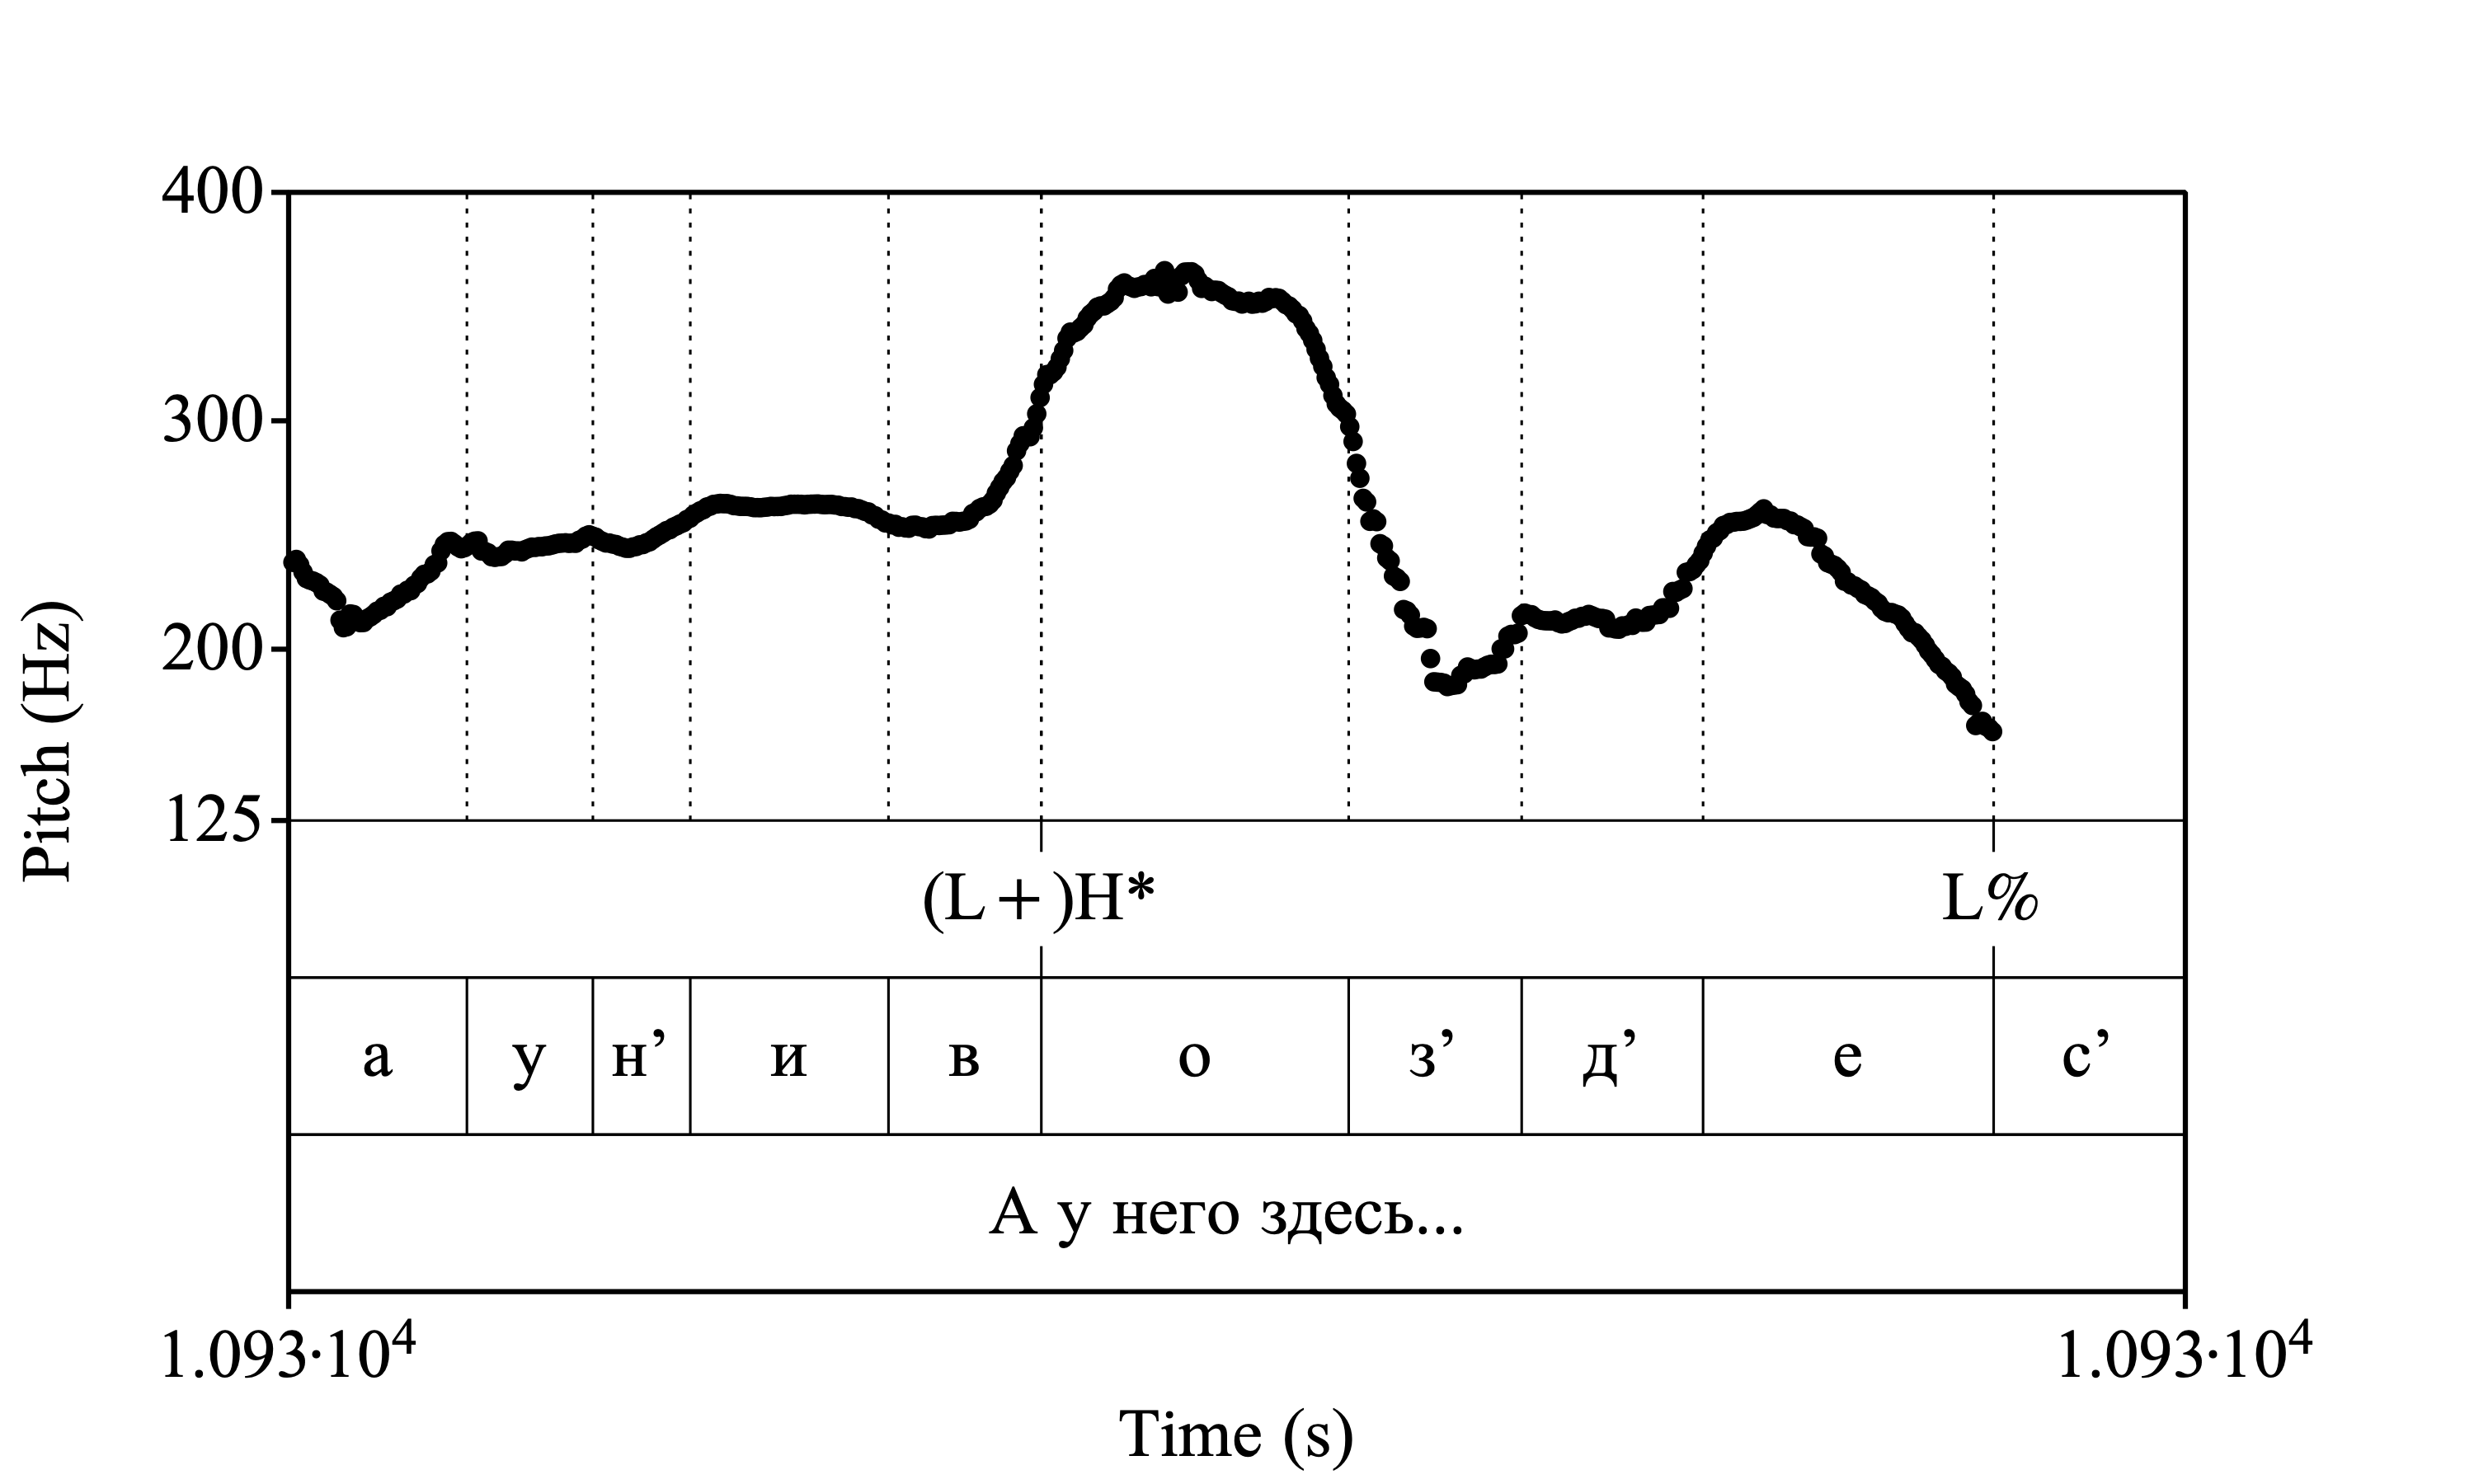 400
300
200
125
Pitch (Hz)
(L+)H* L%
а у н’ и в о з’ д’ е с’
А у него здесь...
1.093·10⁴ 1.093·10⁴
Time (s)